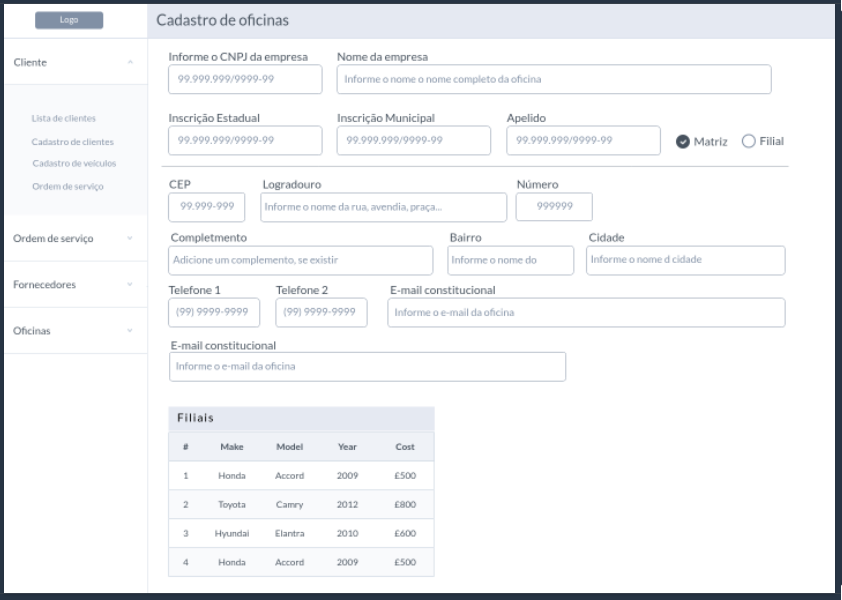 Logo
Cadastro de oficinas
Cliente
Lista de clientes
Cadastro de clientes
Cadastro de veículos
Ordem de serviço
Ordem de serviço
Fornecedores
Oficinas
Informe o CNPJ da empresa Nome da empresa
99.999.999/9999-99 Informe o nome o nome completo da oficina
Inscrição Estadual Inscrição Municipal Apelido
99.999.999/9999-99 99.999.999/9999-99 99.999.999/9999-99 Matriz Filial
CEP Logradouro Número
99.999-999 Informe o nome da rua, avendia, praça... 999999
Completmento Bairro Cidade
Adicione um complemento, se existir Informe o nome do Informe o nome d cidade
Telefone 1 Telefone 2 E-mail constitucional
(99) 9999-9999 (99) 9999-9999 Informe o e-mail da oficina
E-mail constitucional
Informe o e-mail da oficina
Filiais
# Make Model Year Cost
1 Honda Accord 2009 £500
2 Toyota Camry 2012 £800
3 Hyundai Elantra 2010 £600
4 Honda Accord 2009 £500